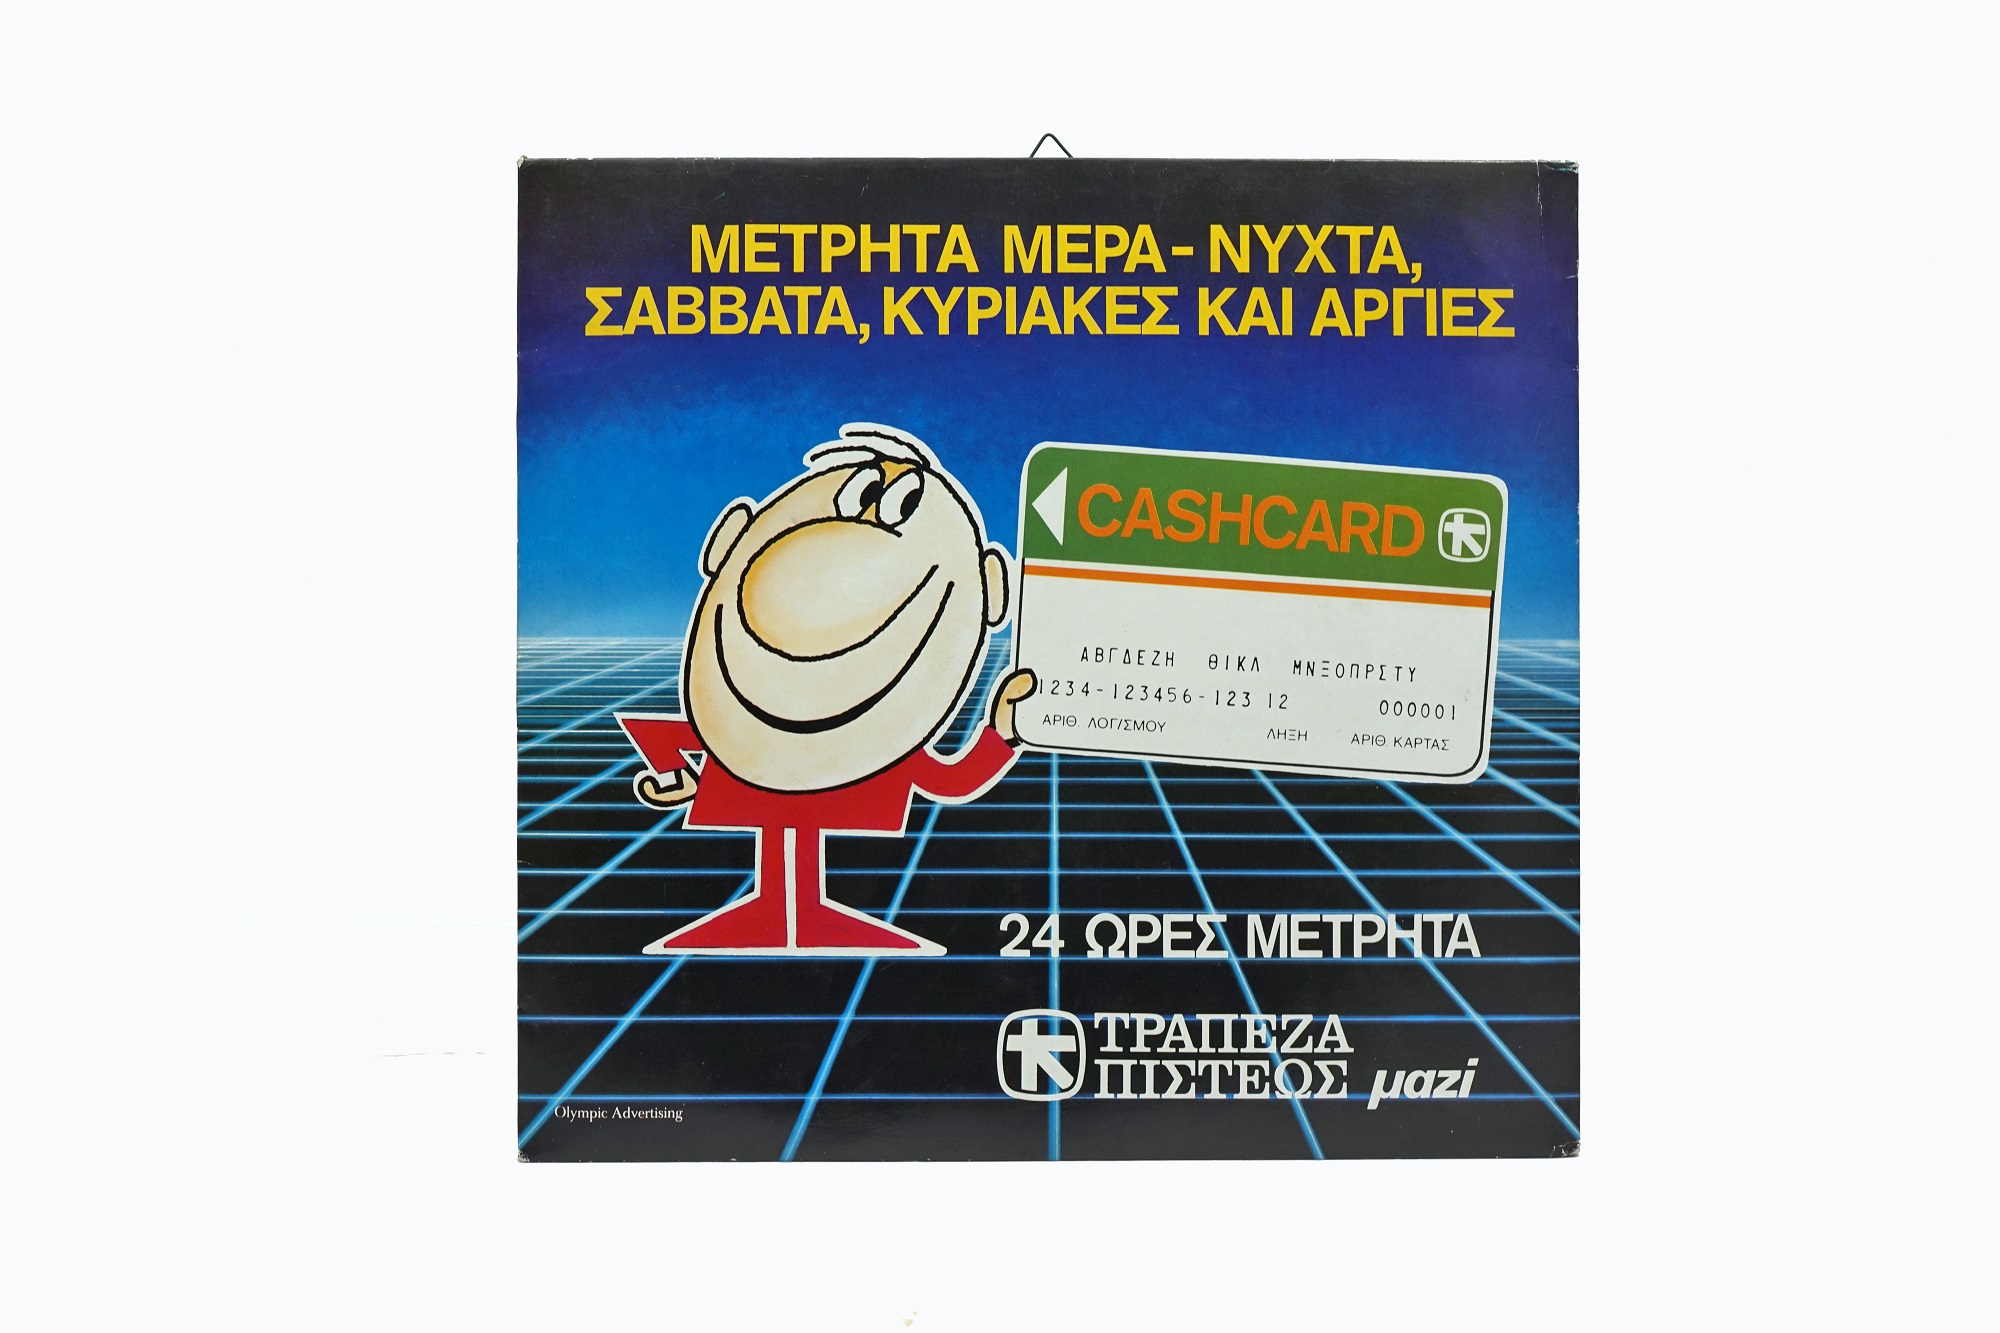 ΜΕΤΡΗΤΑ ΜΕΡΑ - ΝΥΧΤΑ,
ΣΑΒΒΑΤΑ, ΚΥΡΙΑΚΕΣ ΚΑΙ ΑΡΓΙΕΣ
CASHCARD
ΑΒΓΔΕΖΗ ΘΙΚΛ ΜΝΞΟΠΡΣΤΥ
1234-123456-123 12 000001
ΑΡΙΘ. ΛΟΓ/ΣΜΟΥ ΛΗΞΗ ΑΡΙΘ. ΚΑΡΤΑΣ
24 ΩΡΕΣ ΜΕΤΡΗΤΑ
ΤΡΑΠΕΖΑ
ΠΙΣΤΕΩΣ μαζί
Olympic Advertising